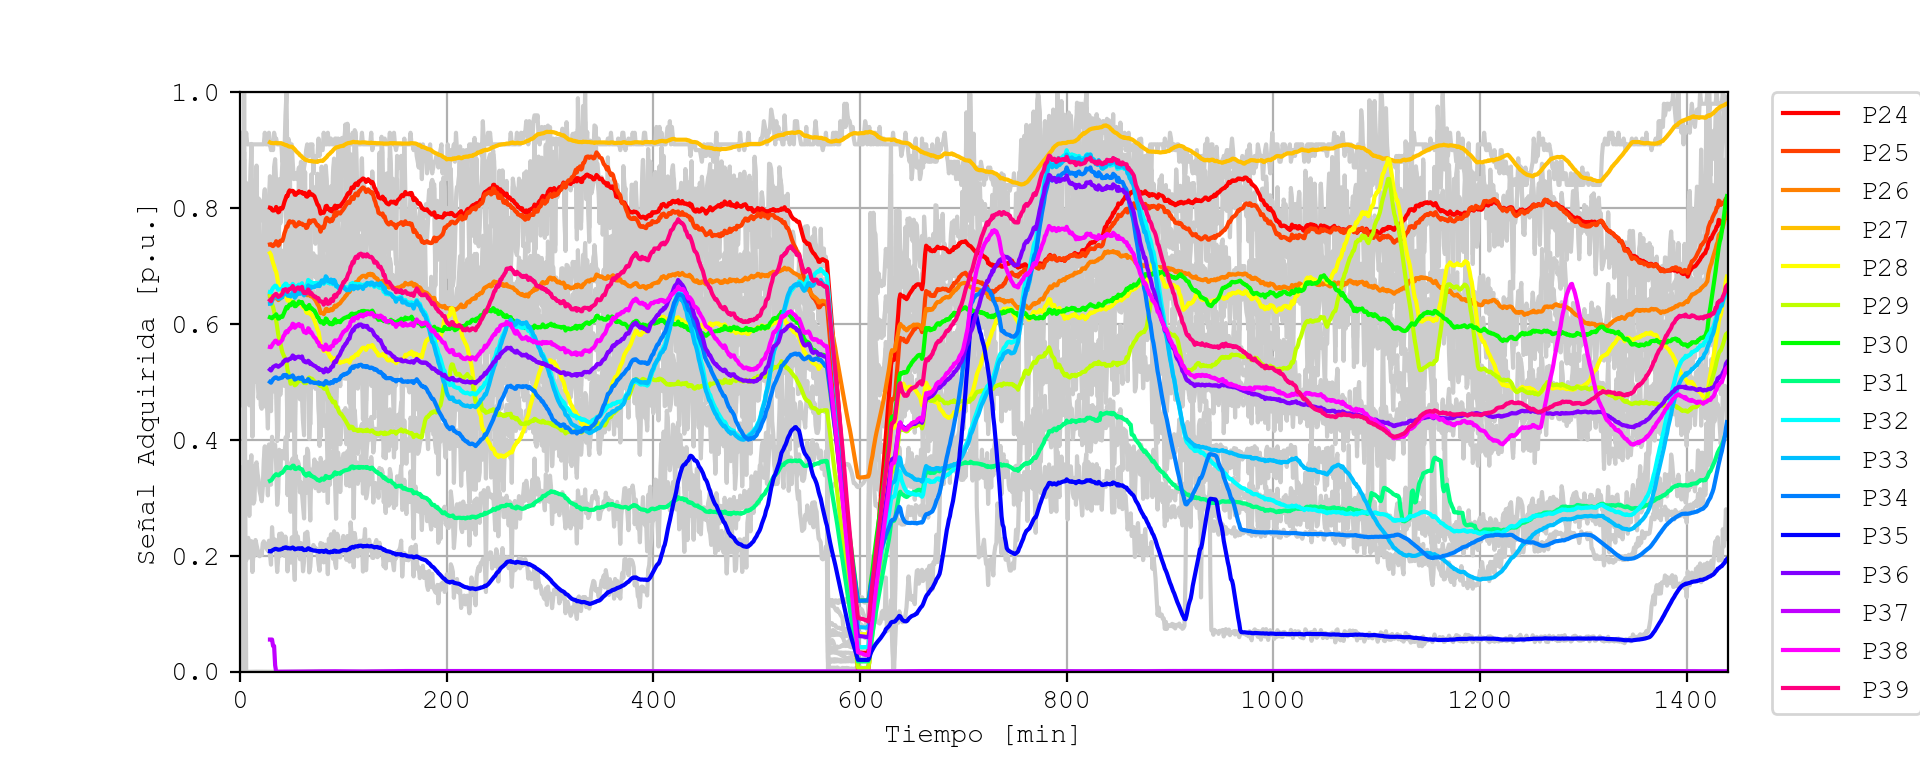 1.0
0.8
0.6
0.4
0.2
0.0
Señal Adquirida [p.u.]
0 200 400 600 800 1000 1200 1400
Tiempo [min]
P24
P25
P26
P27
P28
P29
P30
P31
P32
P33
P34
P35
P36
P37
P38
P39